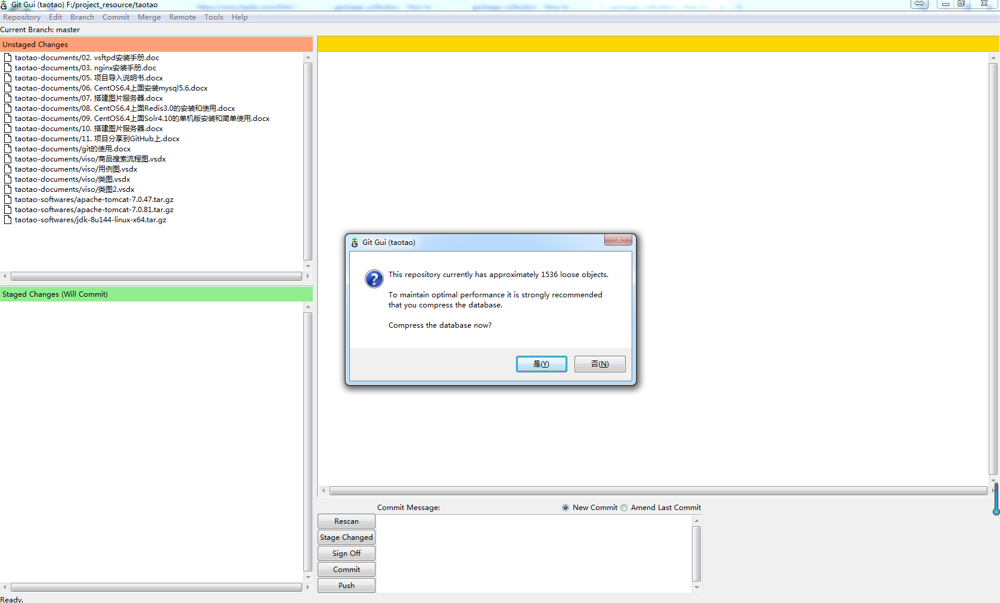 Git Gui (taotao) F:/project_resource/taotao
Repository Edit Branch Commit Merge Remote Tools Help
Current Branch: master
Unstaged Changes
taotao-documents/02. vsftpd安装手册.doc
taotao-documents/03. nginx安装手册.doc
taotao-documents/05. 项目导入说明书.docx
taotao-documents/06. CentOS6.4上面安装mysql5.6.docx
taotao-documents/07. 搭建图片服务器.docx
taotao-documents/08. CentOS6.4上面Redis3.0的安装和使用.docx
taotao-documents/09. CentOS6.4上面Solr4.10的单机版安装和简单使用.docx
taotao-documents/10. 搭建图片服务器.docx
taotao-documents/11. 项目分享到GitHub上.docx
taotao-documents/git的使用.docx
taotao-documents/viso/商品搜索流程图.vsdx
taotao-documents/viso/用例图.vsdx
taotao-documents/viso/类图.vsdx
taotao-documents/viso/类图2.vsdx
taotao-softwares/apache-tomcat-7.0.47.tar.gz
taotao-softwares/apache-tomcat-7.0.81.tar.gz
taotao-softwares/jdk-8u144-linux-x64.tar.gz
Staged Changes (Will Commit)
Git Gui (taotao)
This repository currently has approximately 1536 loose objects.
To maintain optimal performance it is strongly recommended
that you compress the database.
Compress the database now?
是(Y) 否(N)
Commit Message: New Commit Amend Last Commit
Rescan
Stage Changed
Sign Off
Commit
Push
Ready.